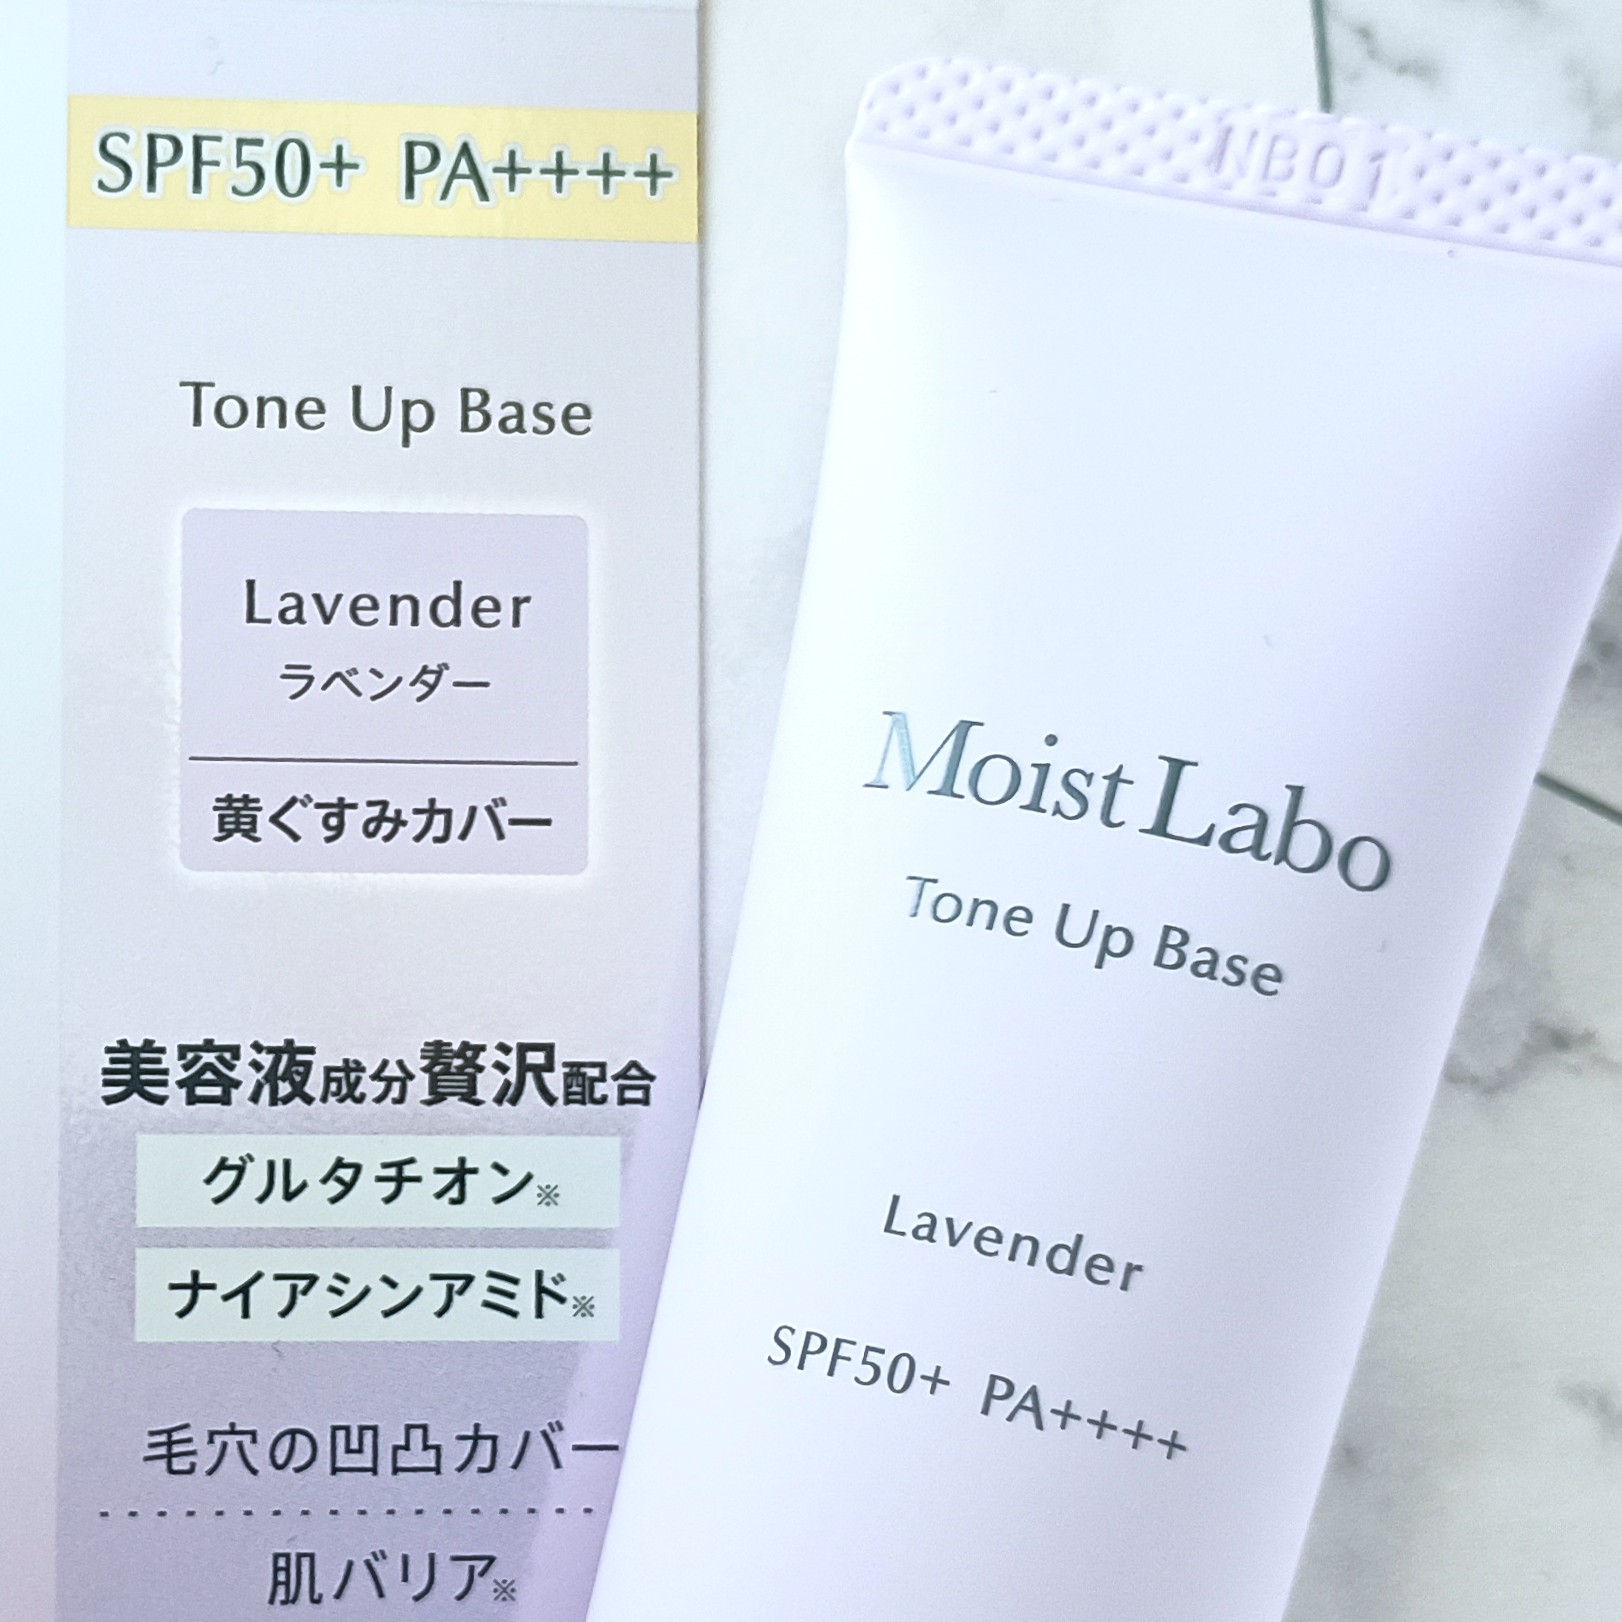 SPF50+ PA++++
Tone Up Base
Lavender
ラベンダー
黄ぐすみカバー
美容液成分贅沢配合
グルタチオン※
ナイアシンアミド※
毛穴の凹凸カバー
肌バリア※
NB01
Moist Labo
Tone Up Base
Lavender
SPF50+ PA++++